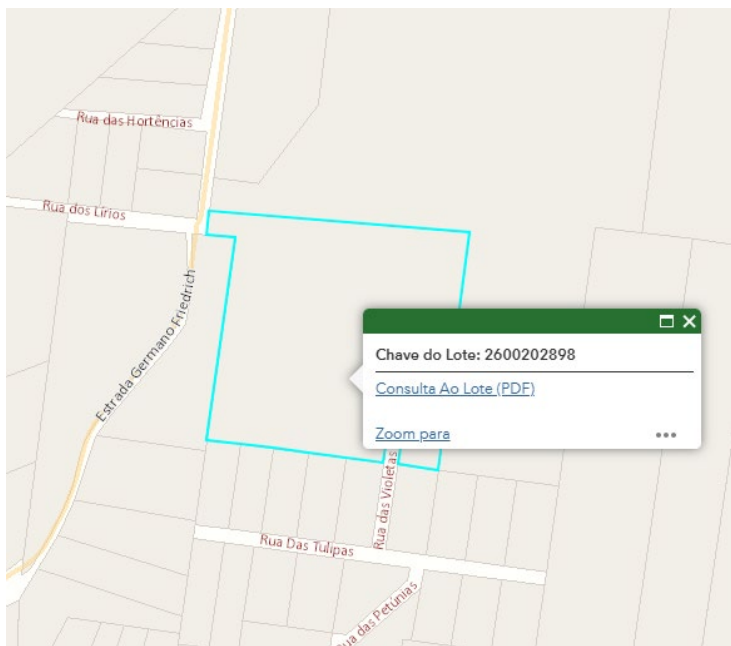 Rua das Hortências
Rua dos Lírios
Estrada Germano Friedrich
Chave do Lote: 2600202898
Consulta Ao Lote (PDF)
Zoom para
Rua das Violetas
Rua Das Tulipas
Rua das Petúnias